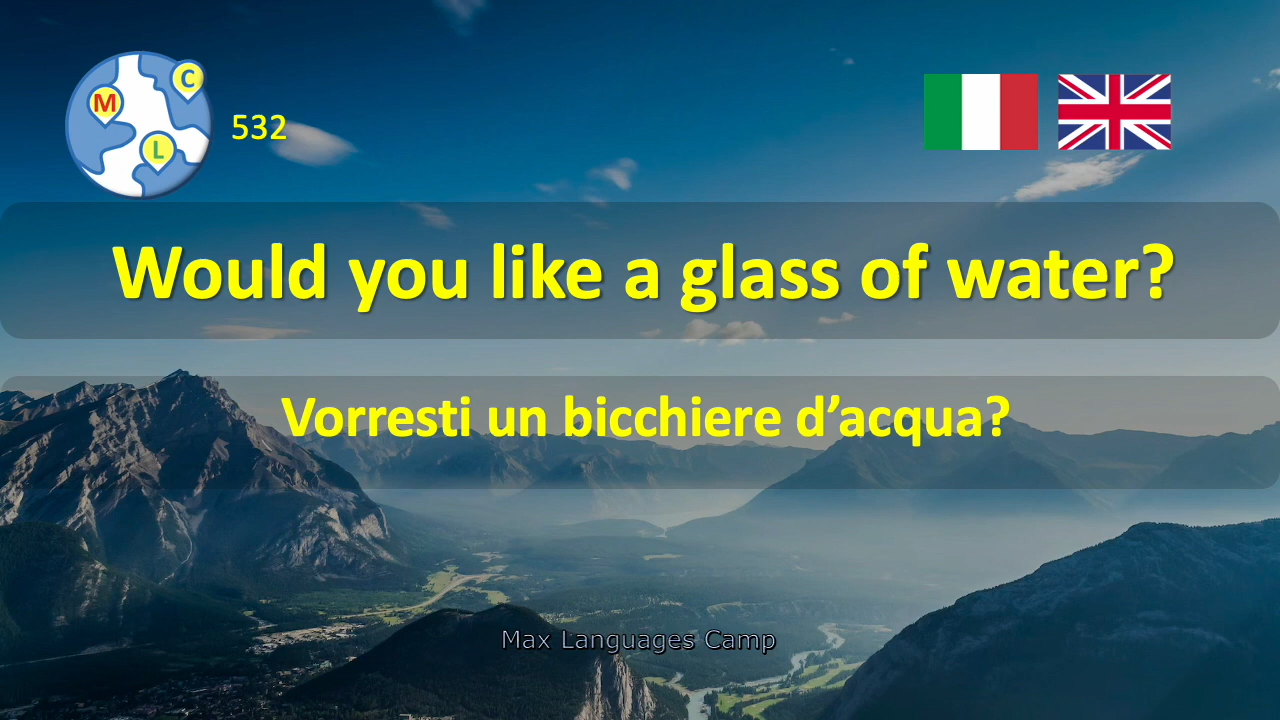 M
C
L
532
Would you like a glass of water?
Vorresti un bicchiere d’acqua?
Max Languages Camp